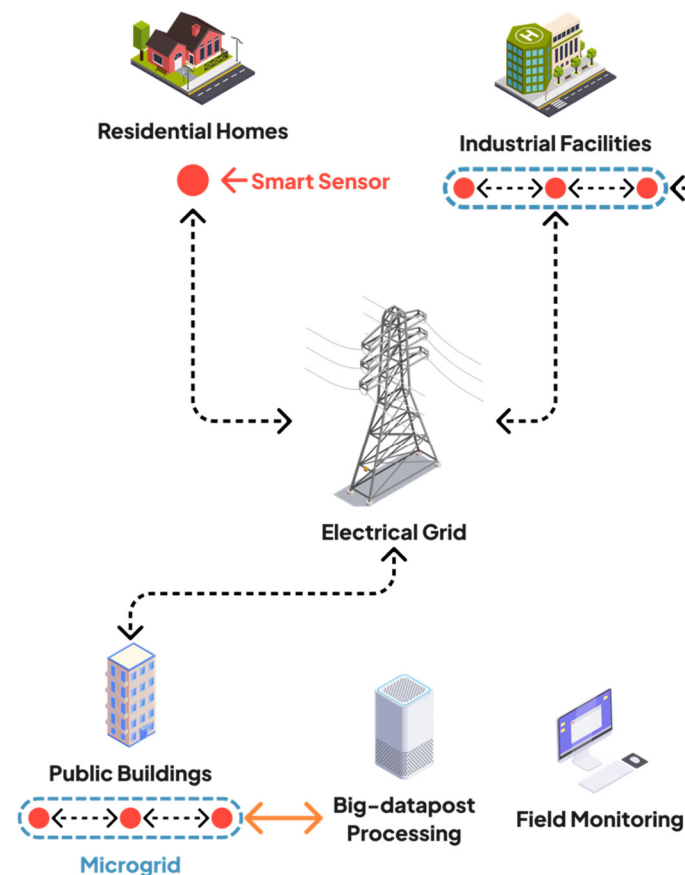 Residential Homes
Industrial Facilities
Smart Sensor
Electrical Grid
Public Buildings
Big-datapost
Processing
Field Monitoring
Microgrid